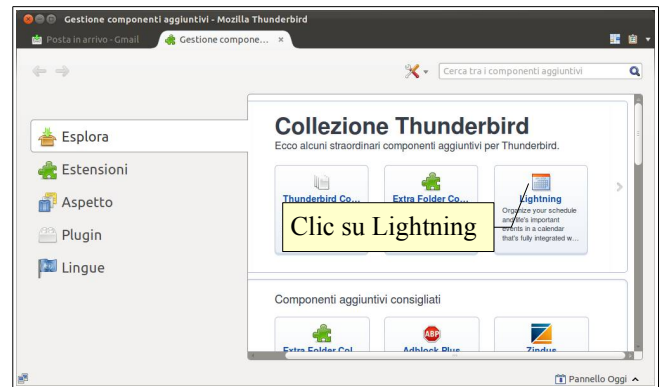 Gestione componenti aggiuntivi - Mozilla Thunderbird
Posta in arrivo - Gmail
Gestione compone... ×
Cerca tra i componenti aggiuntivi
Esplora
Estensioni
Aspetto
Plugin
Lingue
Collezione Thunderbird
Ecco alcuni straordinari componenti aggiuntivi per Thunderbird.
Thunderbird Co...
Extra Folder Co...
Lightning
Organize your schedule
and life's important
events in a calendar
that's fully integrated w...
Clic su Lightning
Componenti aggiuntivi consigliati
Extra Folder Col
ABP
Adblock Plus
Zindus
Pannello Oggi